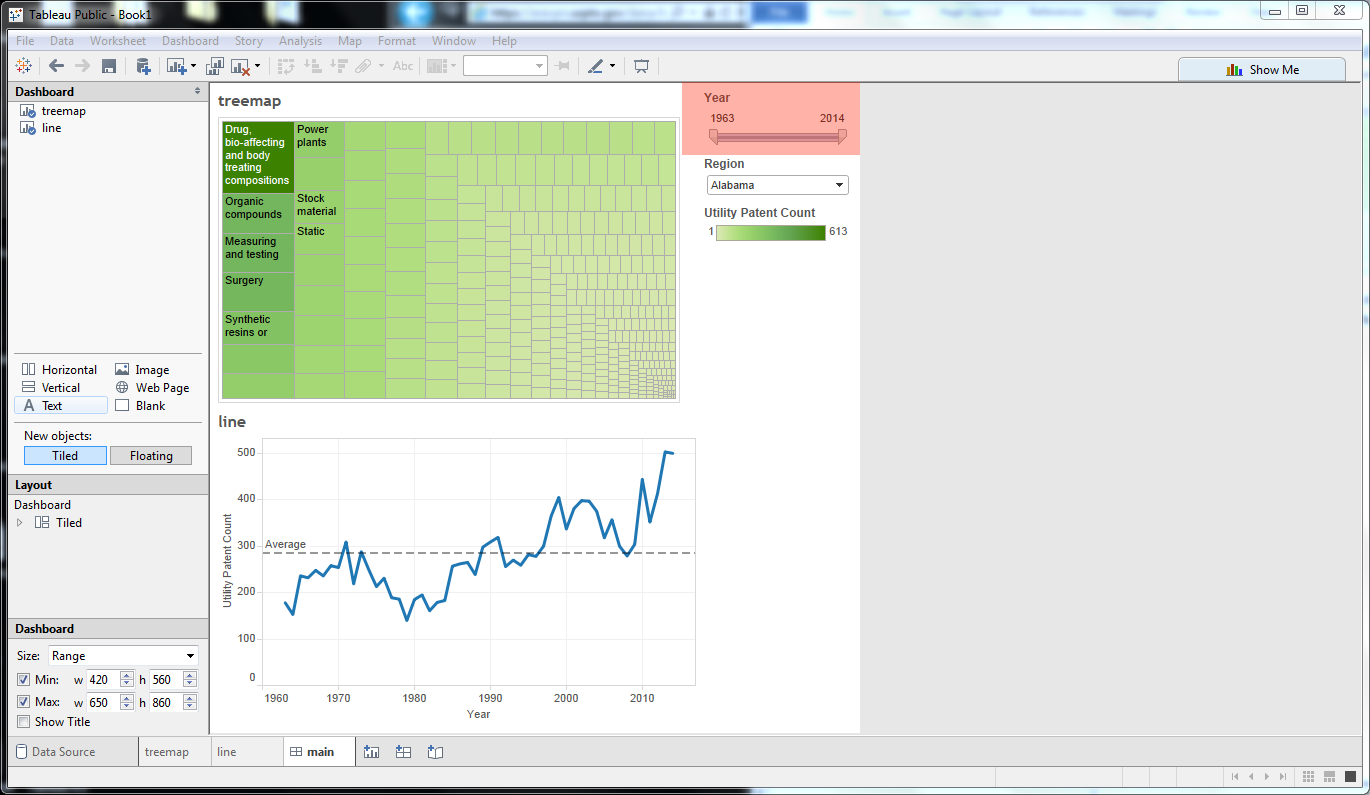 Tableau Public - Book1
File Data Worksheet Dashboard Story Analysis Map Format Window Help
Abc
Show Me
Dashboard
treemap
line
Horizontal Image
Vertical Web Page
A Text Blank
New objects:
Tiled Floating
Layout
Dashboard
Tiled
Dashboard
Size: Range
Min: w 420 h 560
Max: w 650 h 860
Show Title
treemap
Drug,
bio-affecting
and body
treating
compositions
Organic
compounds
Measuring
and testing
Surgery
Synthetic
resins or
Power
plants
Stock
material
Static
Year
1963 2014
Region
Alabama
Utility Patent Count
1 613
line
Utility Patent Count
500
400
300
200
100
0
Average
1960 1970 1980 1990 2000 2010
Year
Data Source treemap line main